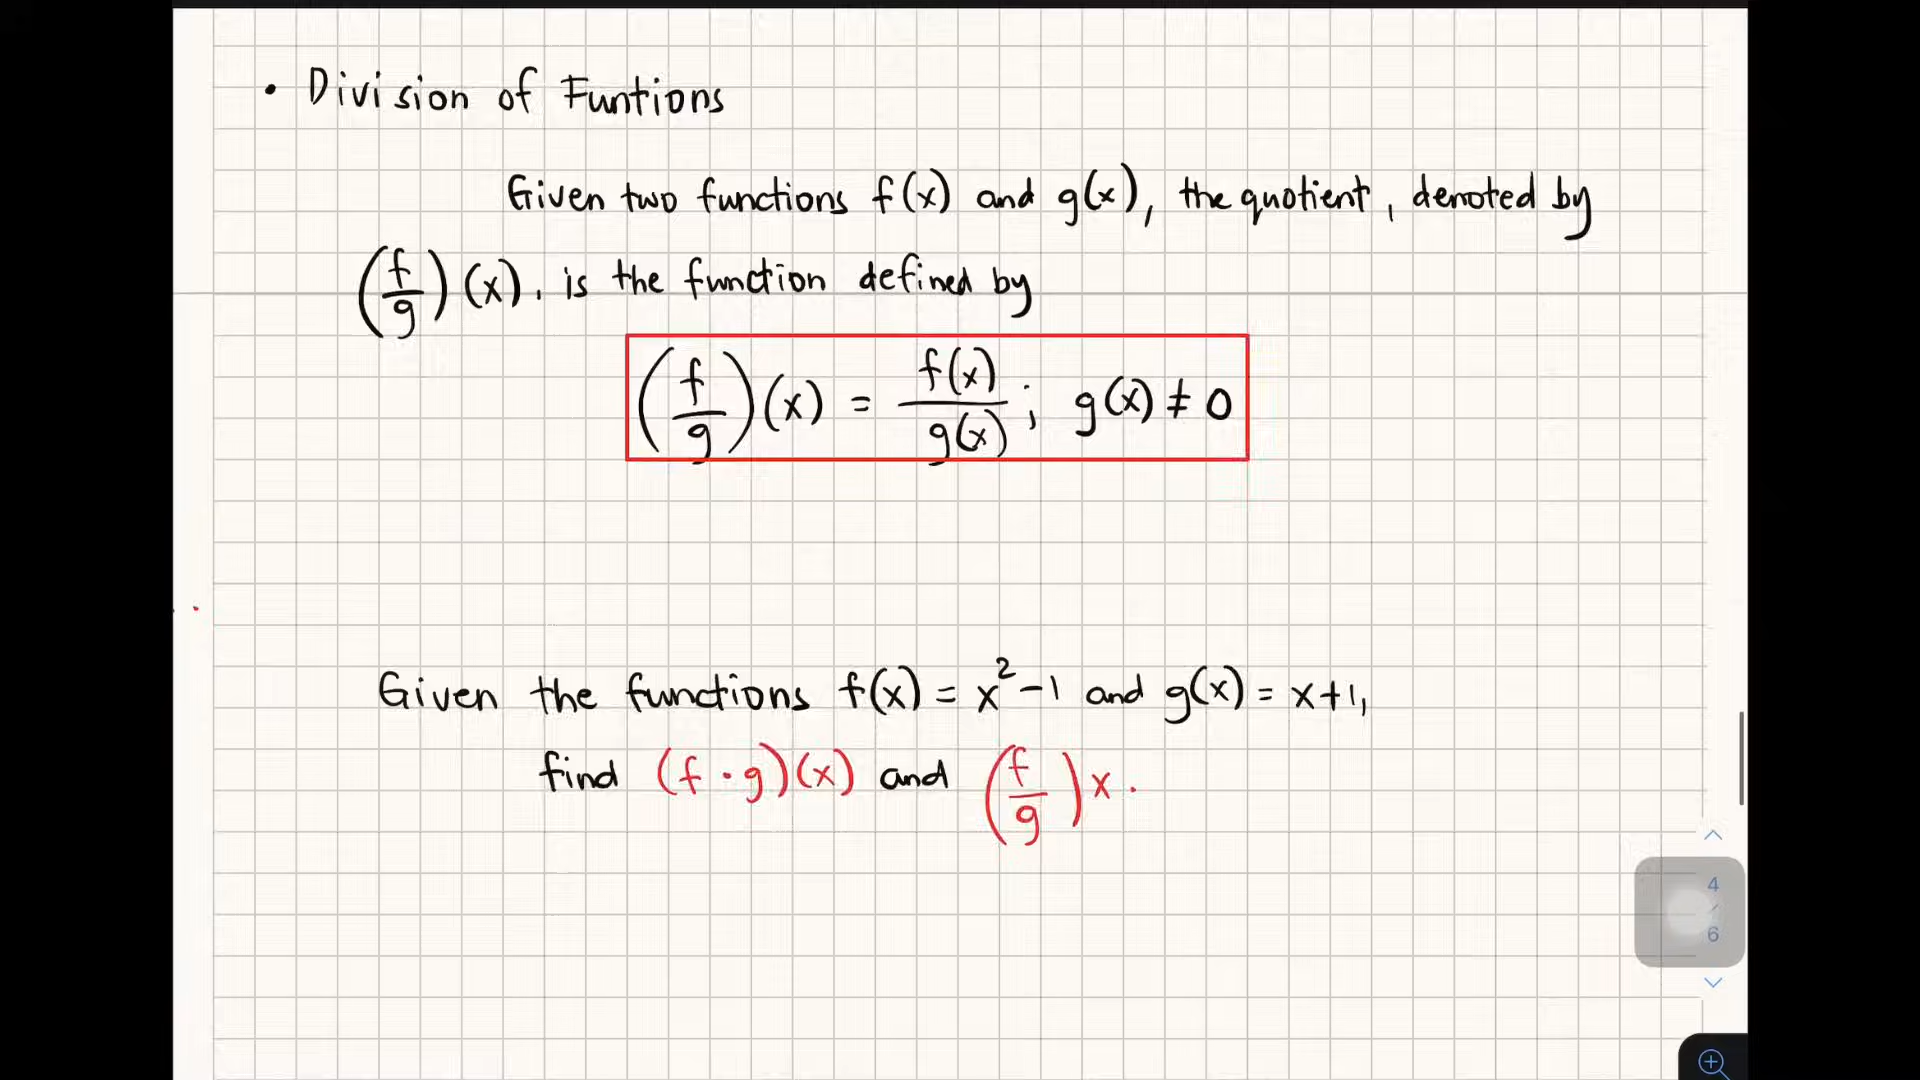 • Division of Funtions
Given two functions f(x) and g(x), the quotient, denoted by
(f/g)(x), is the function defined by
(f/g)(x) = f(x)/g(x); g(x) ≠ 0
Given the functions f(x) = x² - 1 and g(x) = x + 1,
find (f · g)(x) and (f/g)x.
4
/
6